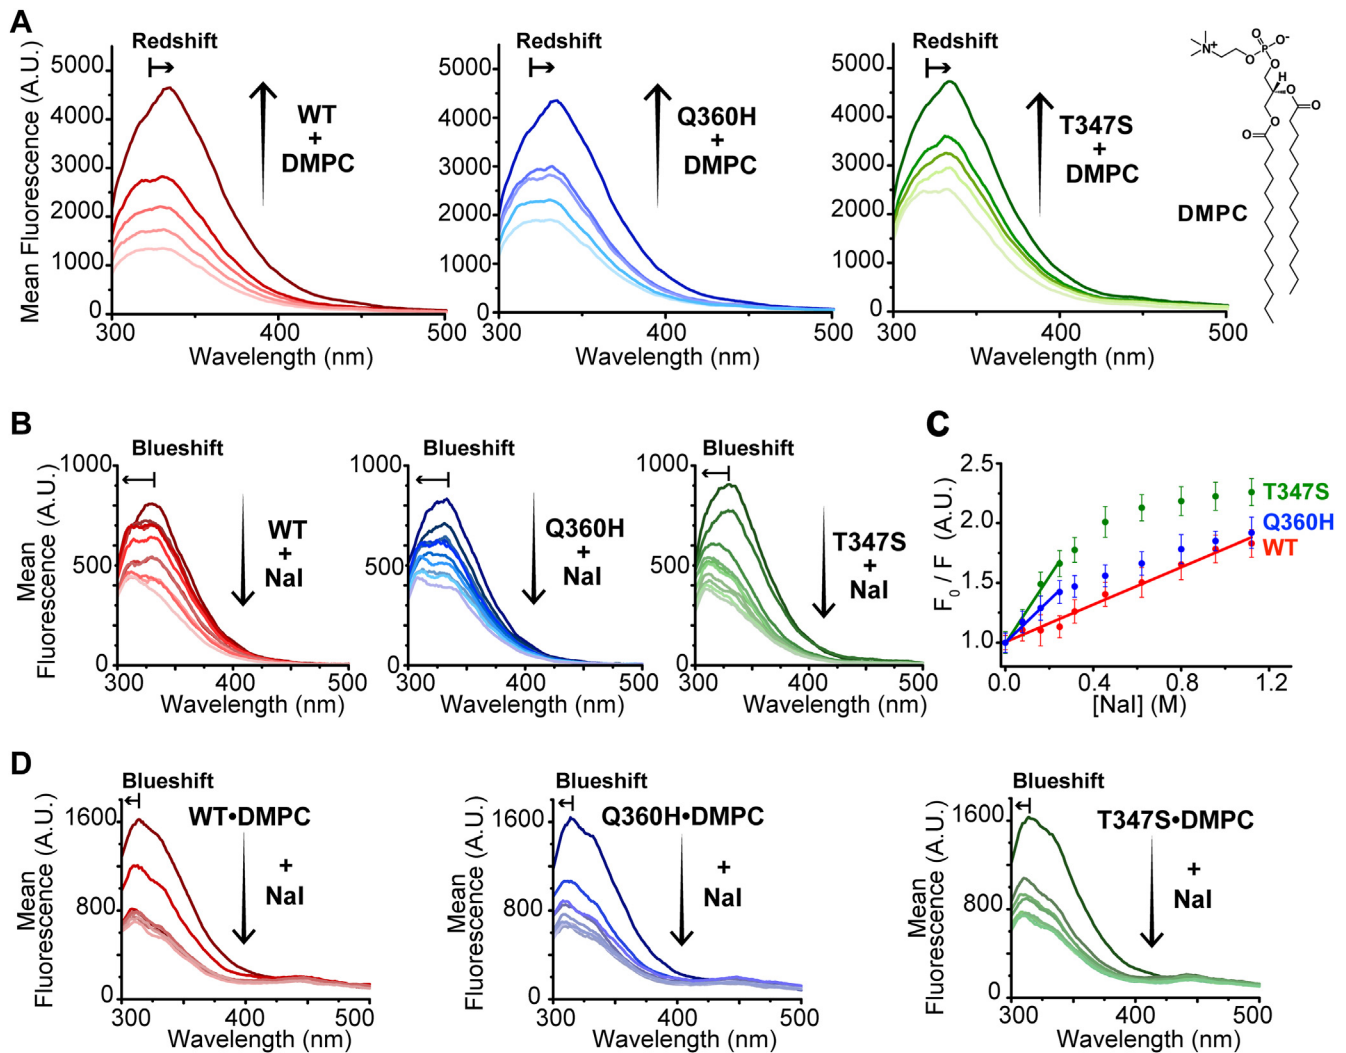 A
Redshift
Mean Fluorescence (A.U.)
5000
4000
3000
2000
1000
0
300
400
500
Wavelength (nm)
WT
+
DMPC
Redshift
5000
4000
3000
2000
1000
0
300
400
500
Wavelength (nm)
Q360H
+
DMPC
Redshift
5000
4000
3000
2000
1000
0
300
400
500
Wavelength (nm)
T347S
+
DMPC
N+
O
P
O-
O
O
H
O
O
O
O
DMPC
B
Blueshift
Mean
Fluorescence (A.U.)
1000
500
0
300
400
500
Wavelength (nm)
WT
+
NaI
Blueshift
1000
500
0
300
400
500
Wavelength (nm)
Q360H
+
NaI
Blueshift
1000
500
0
300
400
500
Wavelength (nm)
T347S
+
NaI
C
F0 / F (A.U.)
2.5
2.0
1.5
1.0
0.0
0.4
0.8
1.2
[NaI] (M)
T347S
Q360H
WT
D
Blueshift
Mean
Fluorescence (A.U.)
1600
800
0
300
400
500
Wavelength (nm)
WT•DMPC
+
NaI
Blueshift
Mean
Fluorescence (A.U.)
1600
800
0
300
400
500
Wavelength (nm)
Q360H•DMPC
+
NaI
Blueshift
Mean
Fluorescence (A.U.)
1600
800
0
300
400
500
Wavelength (nm)
T347S•DMPC
+
NaI